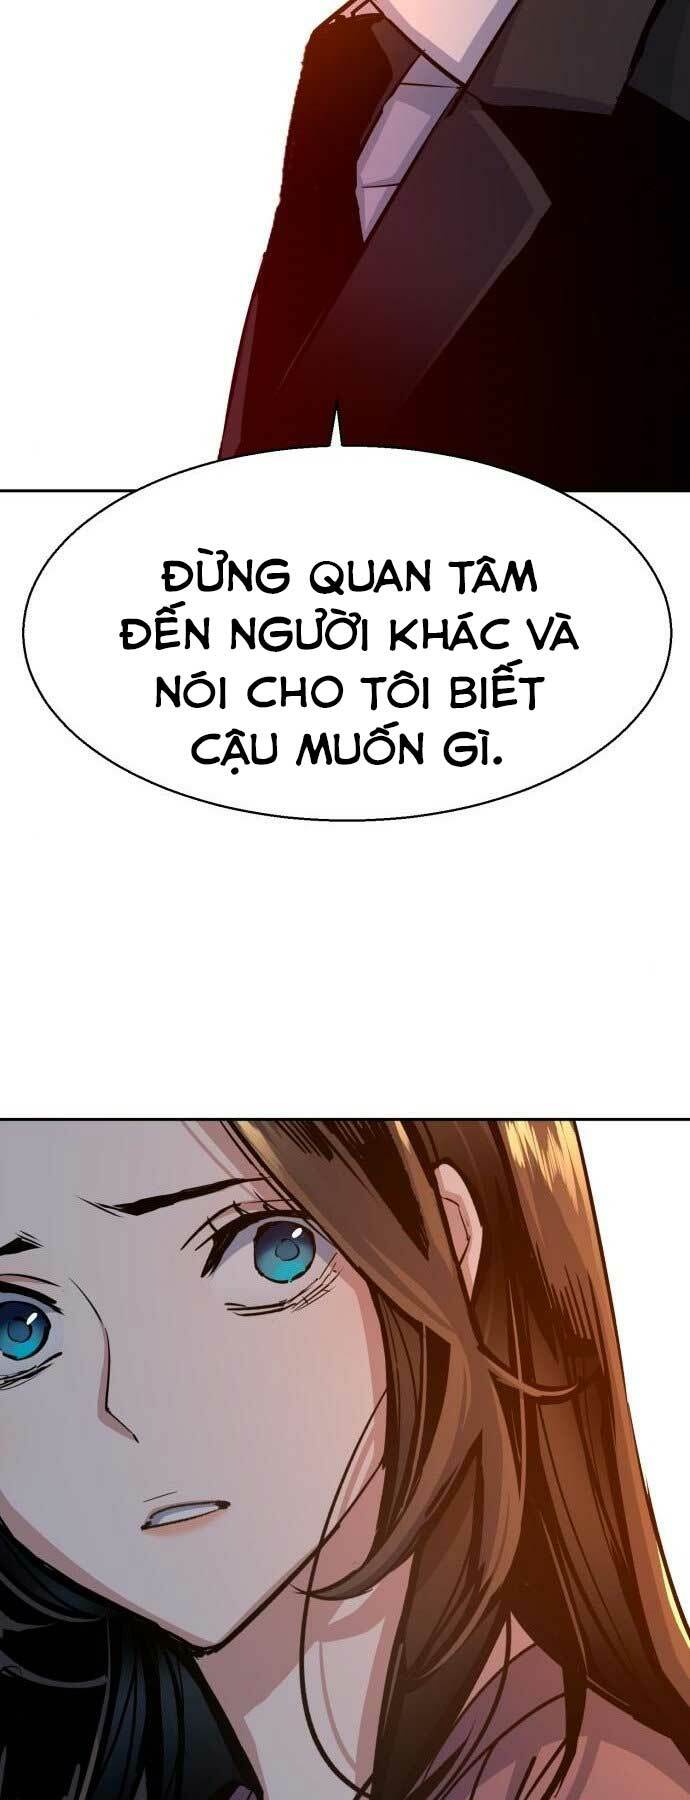 ĐỪNG QUAN TÂM
ĐẾN NGƯỜI KHÁC VÀ
NÓI CHO TÔI BIẾT
CẬU MUỐN GÌ.